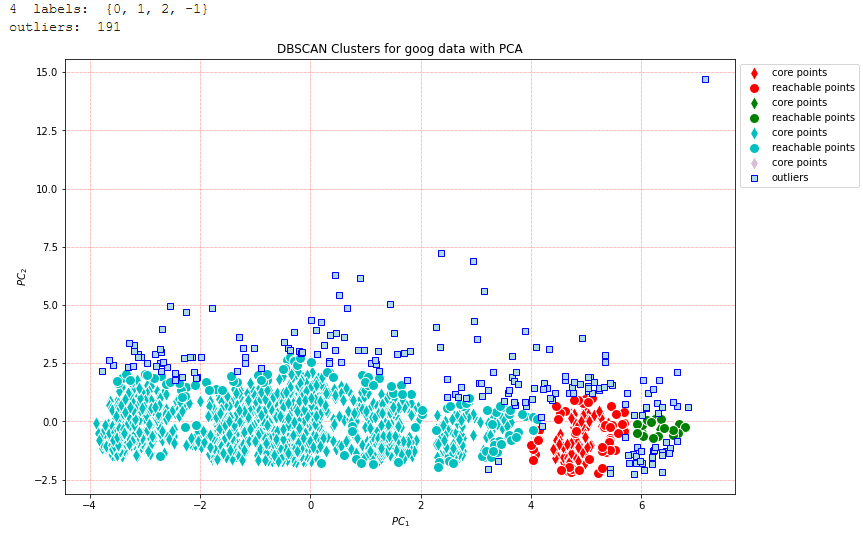 4  labels:  {0, 1, 2, -1}
outliers:  191
DBSCAN Clusters for goog data with PCA
15.0
12.5
10.0
7.5
5.0
2.5
0.0
−2.5
PC₂
−4
−2
0
2
4
6
PC₁
core points
reachable points
core points
reachable points
core points
reachable points
core points
outliers